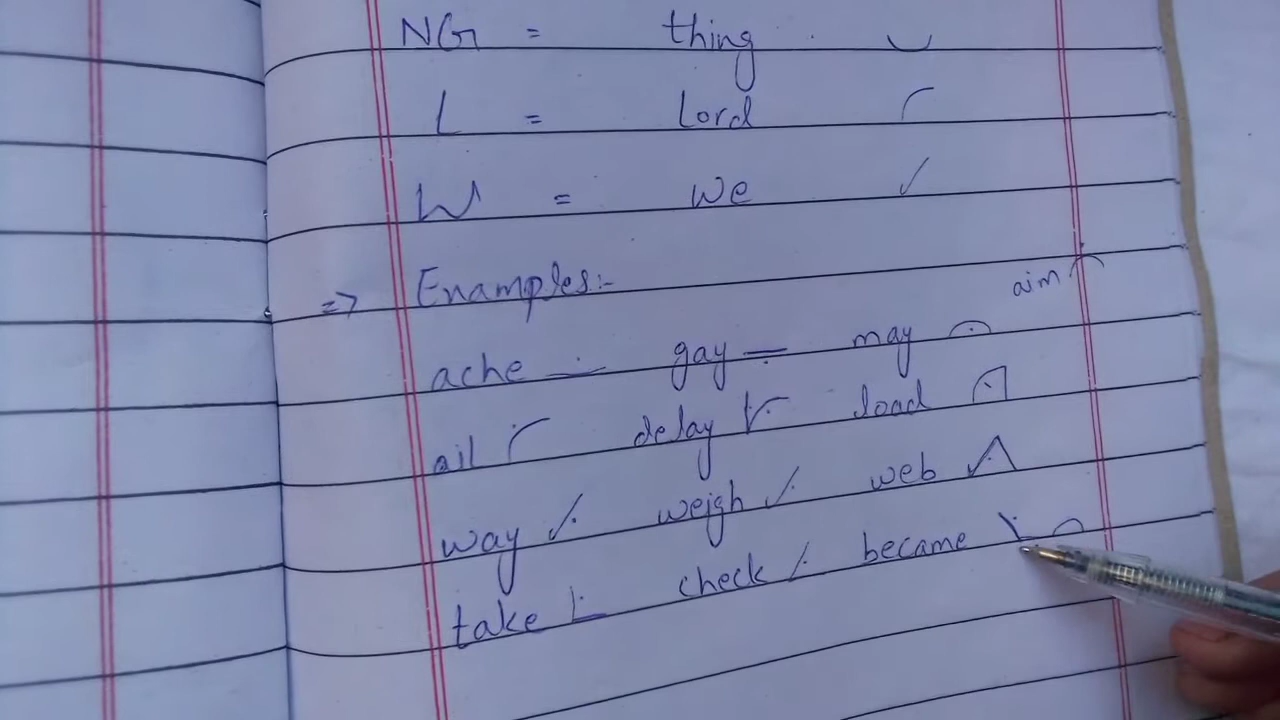 NG = thing
L = Lord
W = we
aim
=> Examples:-
ache gay may
ail delay load
way weigh web
take check became